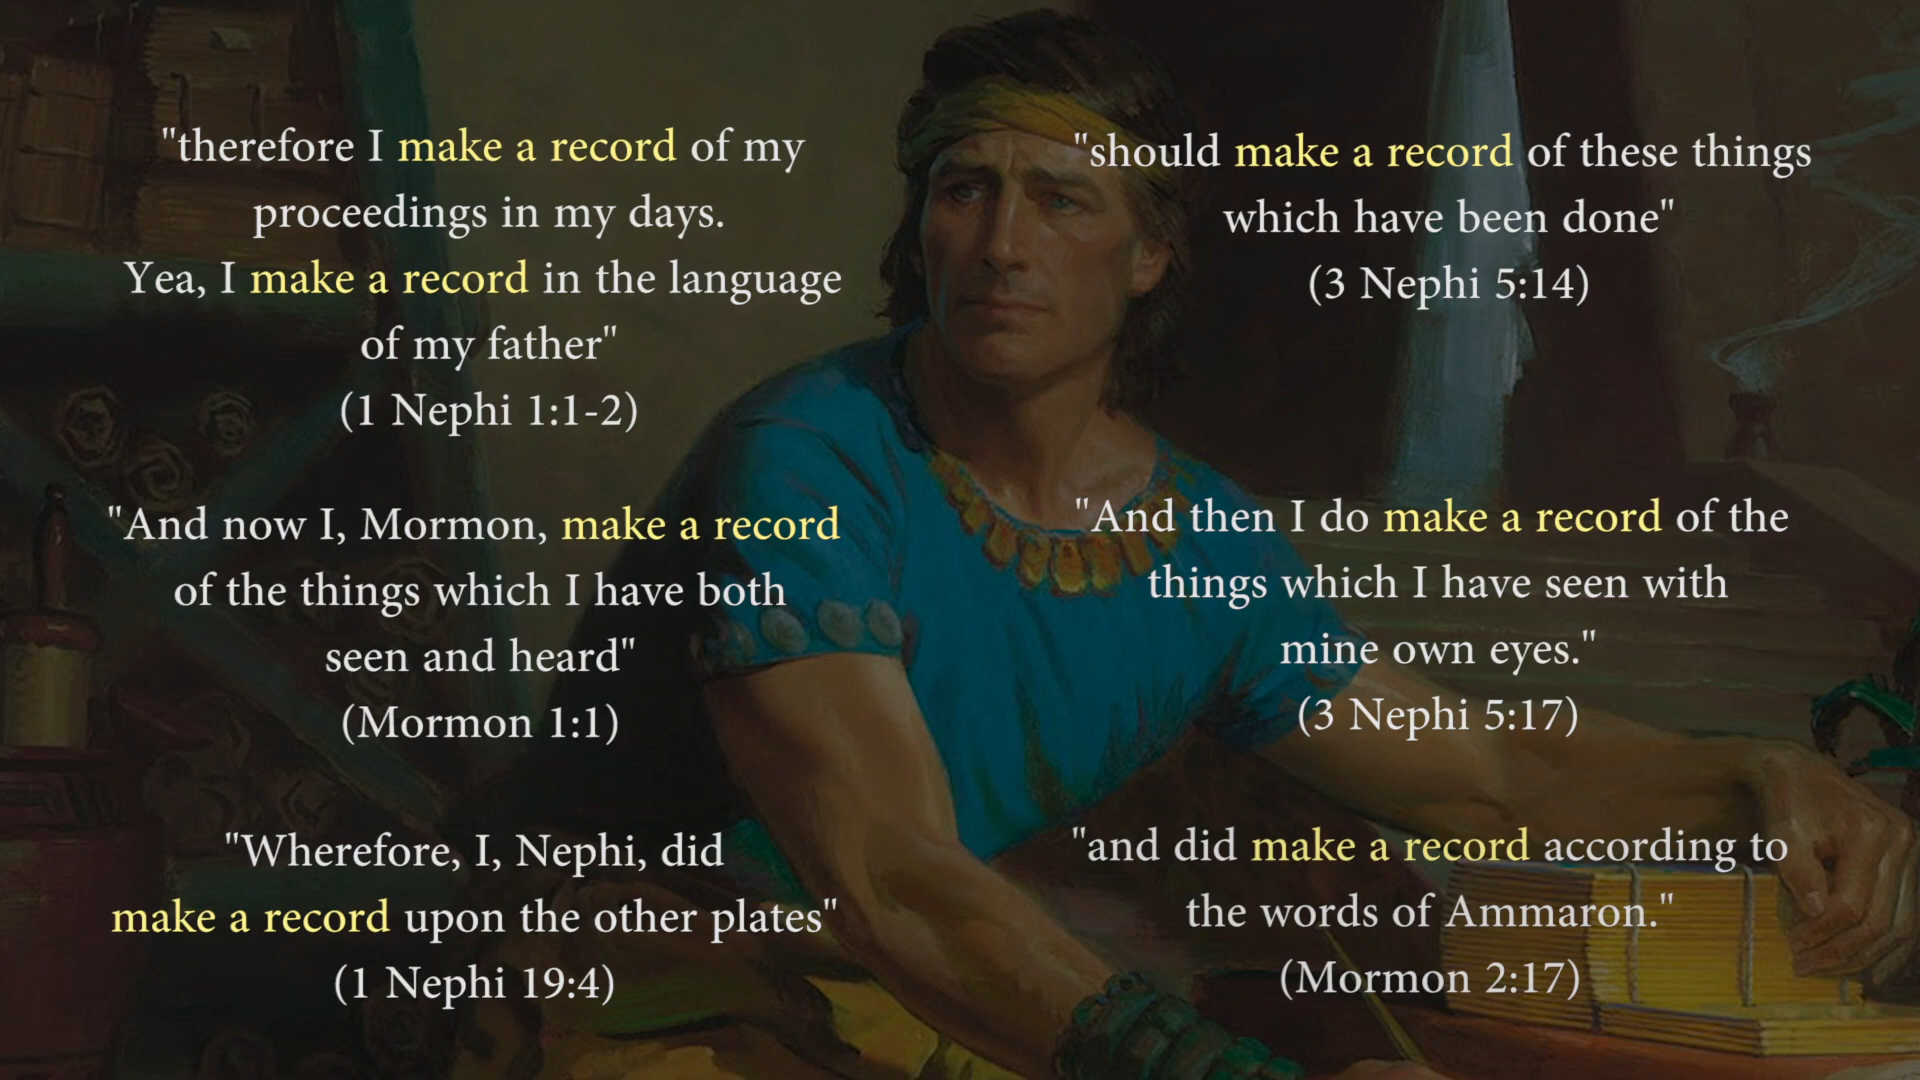 "therefore I make a record of my
proceedings in my days.
Yea, I make a record in the language
of my father"
(1 Nephi 1:1-2)
"And now I, Mormon, make a record
of the things which I have both
seen and heard"
(Mormon 1:1)
"Wherefore, I, Nephi, did
make a record upon the other plates"
(1 Nephi 19:4)
"should make a record of these things
which have been done"
(3 Nephi 5:14)
"And then I do make a record of the
things which I have seen with
mine own eyes."
(3 Nephi 5:17)
"and did make a record according to
the words of Ammaron."
(Mormon 2:17)